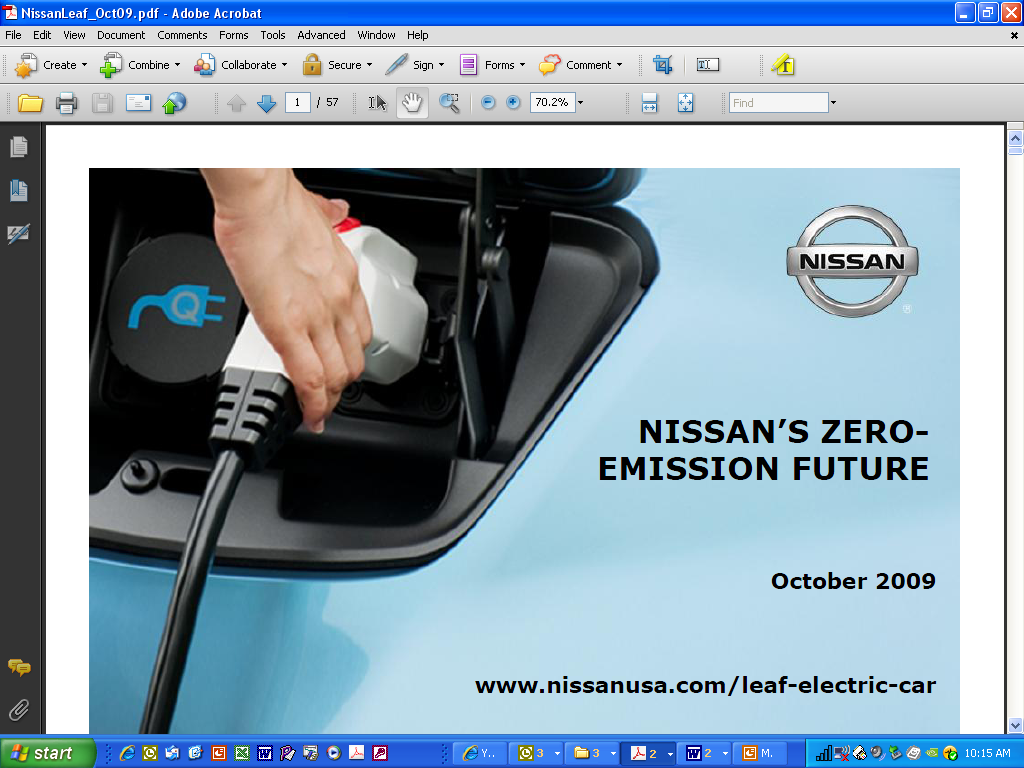 NissanLeaf_Oct09.pdf - Adobe Acrobat
File Edit View Document Comments Forms Tools Advanced Window Help
Create Combine Collaborate Secure Sign Forms Comment
1 / 57 70.2% Find
NISSAN
®
NISSAN’S ZERO-
EMISSION FUTURE
October 2009
www.nissanusa.com/leaf-electric-car
start Y... 3 3 2 2 M. 10:15 AM